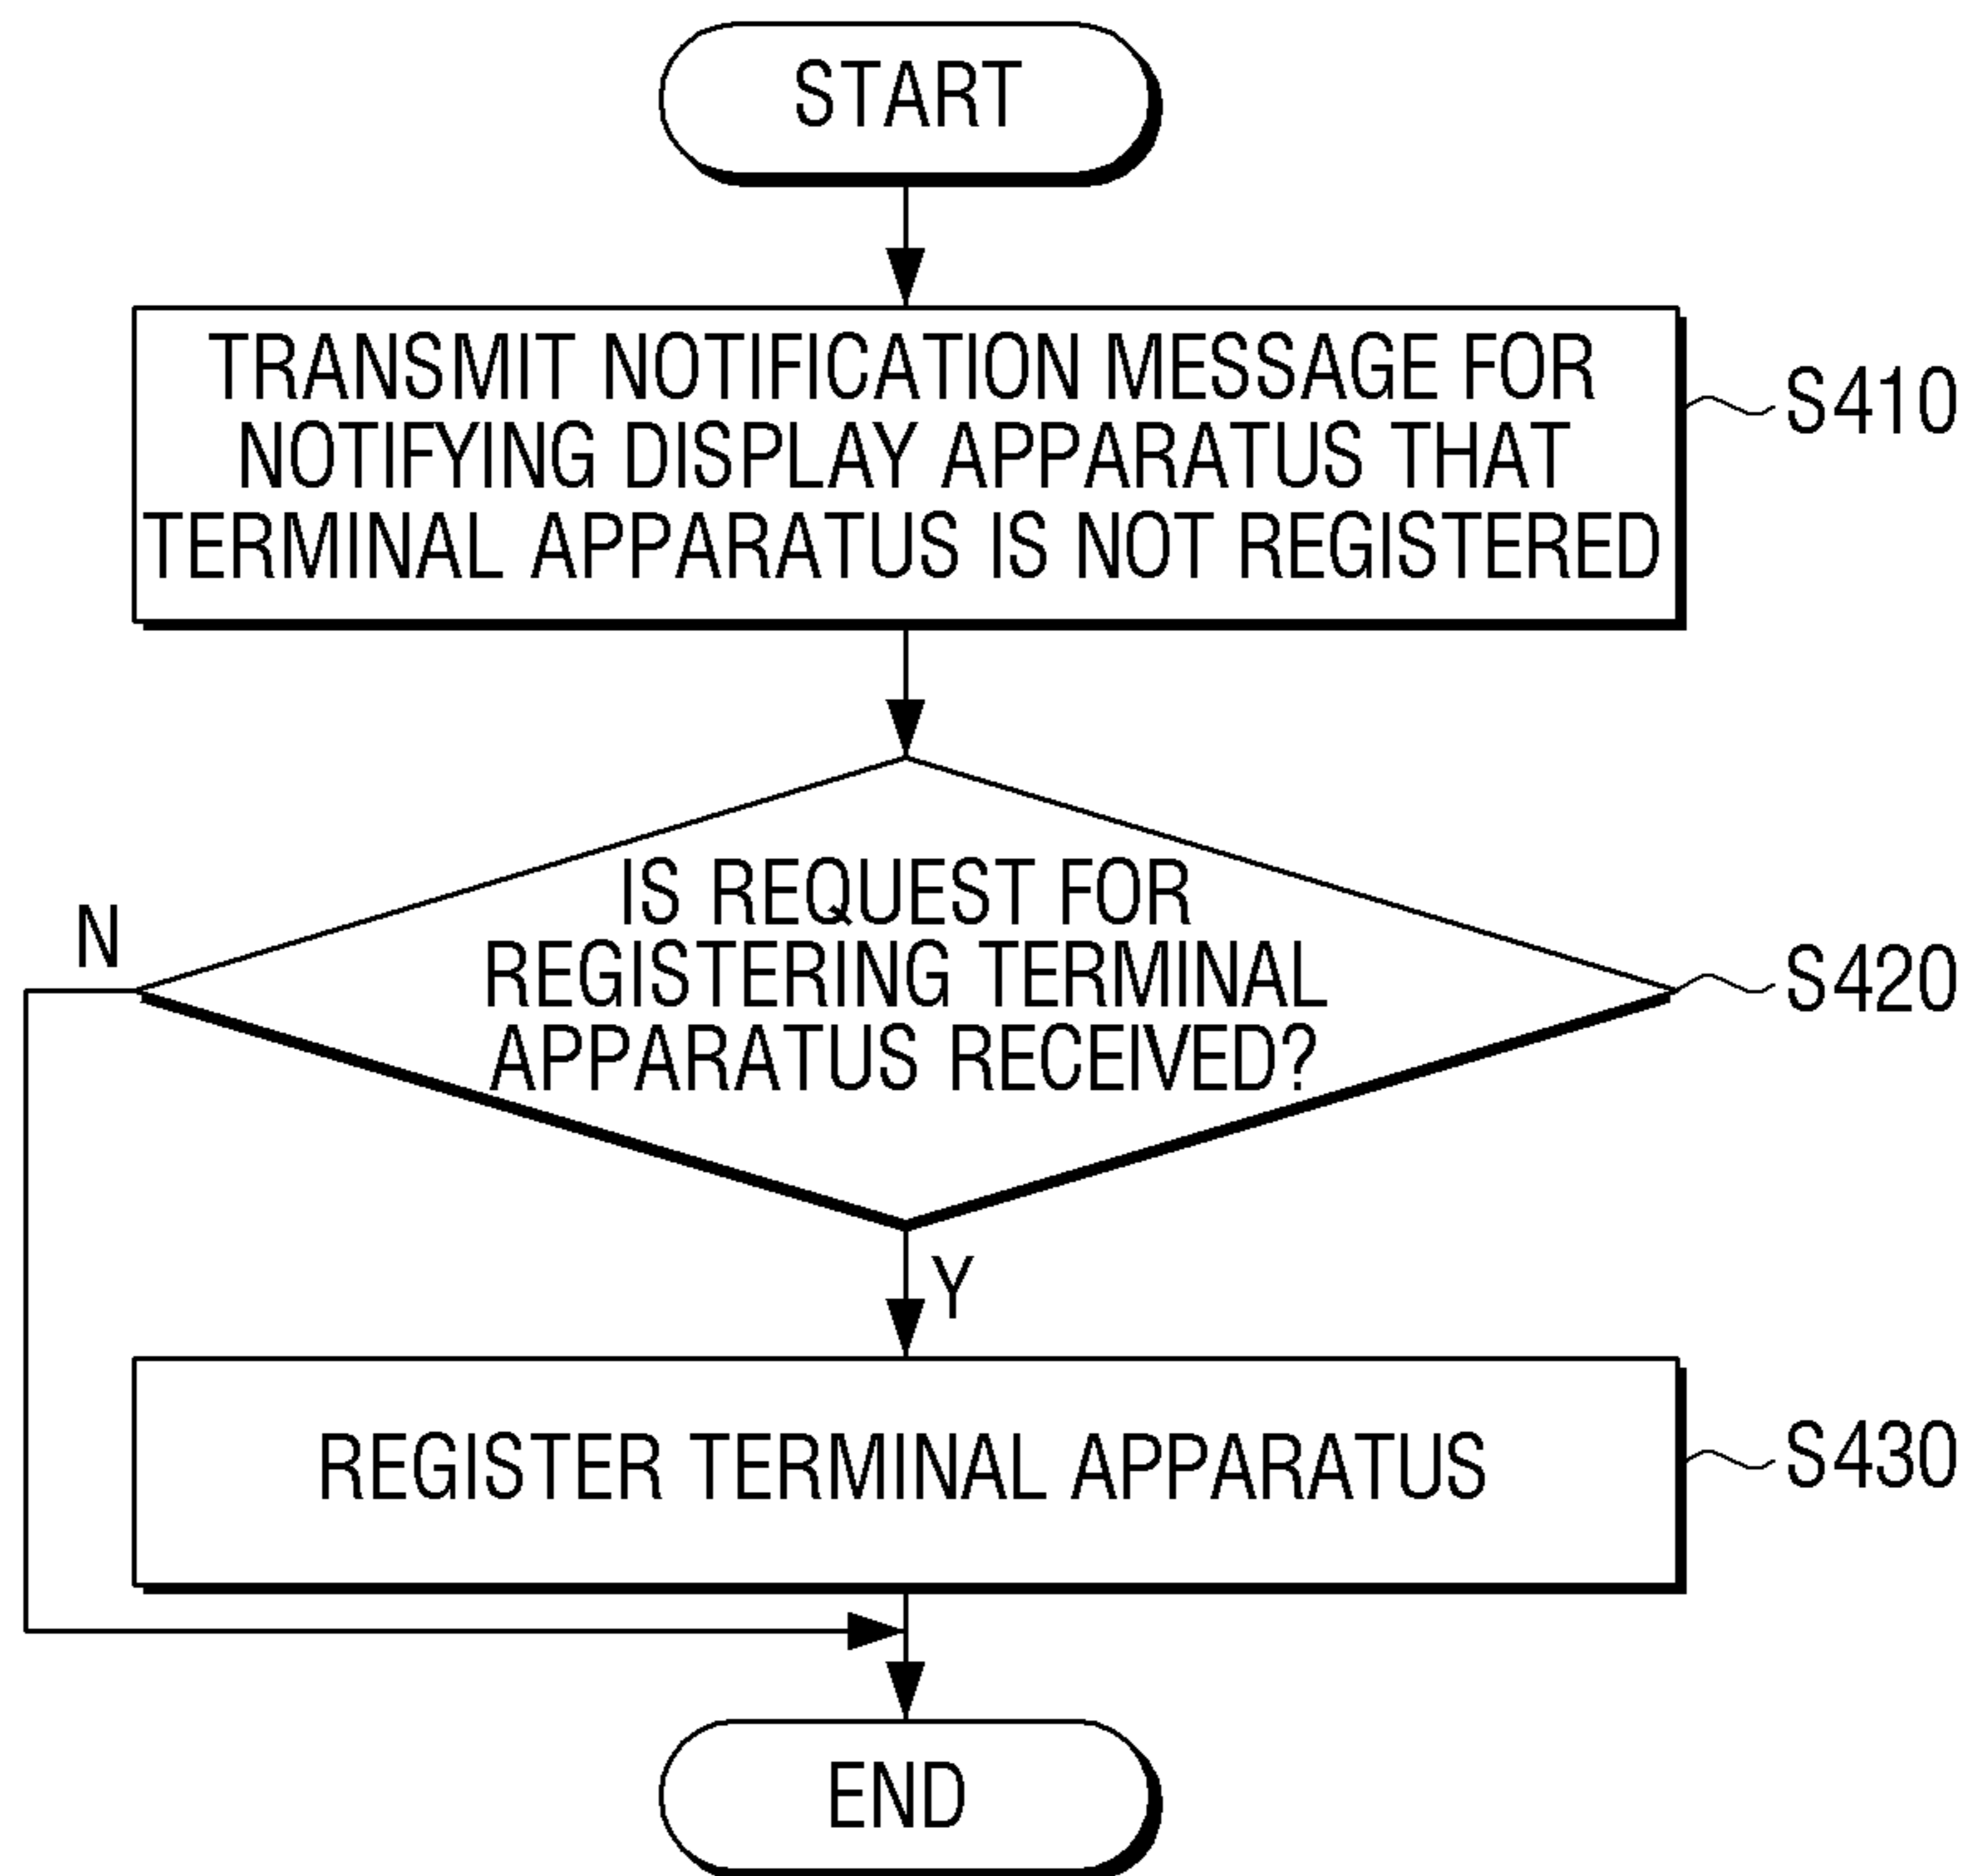 START
TRANSMIT NOTIFICATION MESSAGE FOR
NOTIFYING DISPLAY APPARATUS THAT
TERMINAL APPARATUS IS NOT REGISTERED
S410
IS REQUEST FOR
REGISTERING TERMINAL
APPARATUS RECEIVED?
N
S420
Y
REGISTER TERMINAL APPARATUS
S430
END